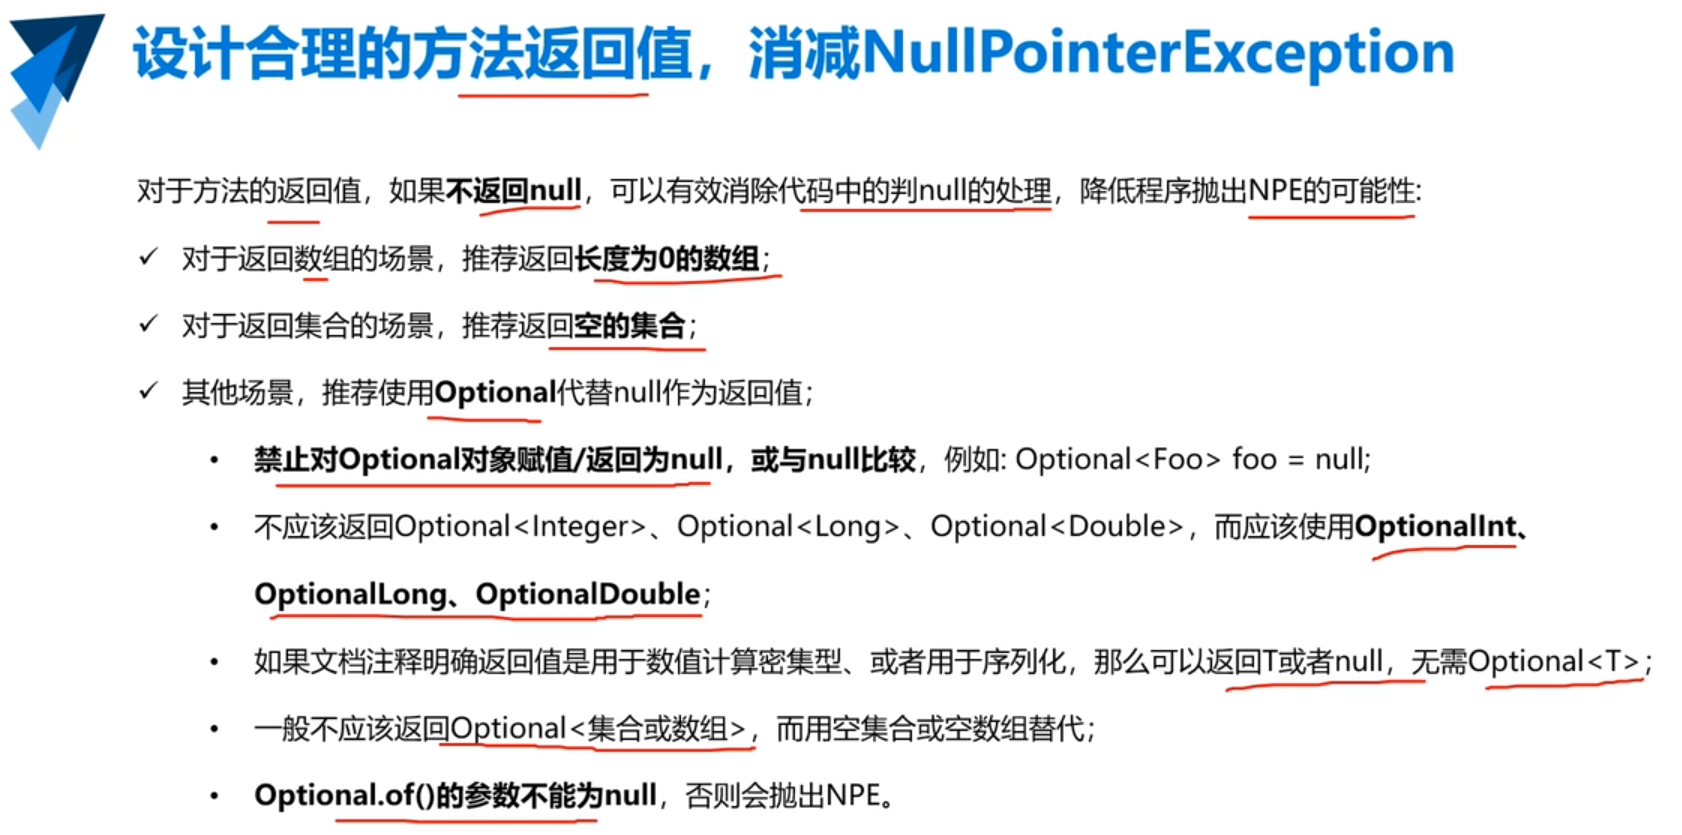 设计合理的方法返回值，消减NullPointerException
对于方法的返回值，如果不返回null，可以有效消除代码中的判null的处理，降低程序抛出NPE的可能性:
✓ 对于返回数组的场景，推荐返回长度为0的数组；
✓ 对于返回集合的场景，推荐返回空的集合；
✓ 其他场景，推荐使用Optional代替null作为返回值；
• 禁止对Optional对象赋值/返回为null，或与null比较，例如: Optional<Foo> foo = null;
• 不应该返回Optional<Integer>、Optional<Long>、Optional<Double>，而应该使用OptionalInt、
OptionalLong、OptionalDouble；
• 如果文档注释明确返回值是用于数值计算密集型、或者用于序列化，那么可以返回T或者null，无需Optional<T>；
• 一般不应该返回Optional<集合或数组>，而用空集合或空数组替代；
• Optional.of()的参数不能为null，否则会抛出NPE。